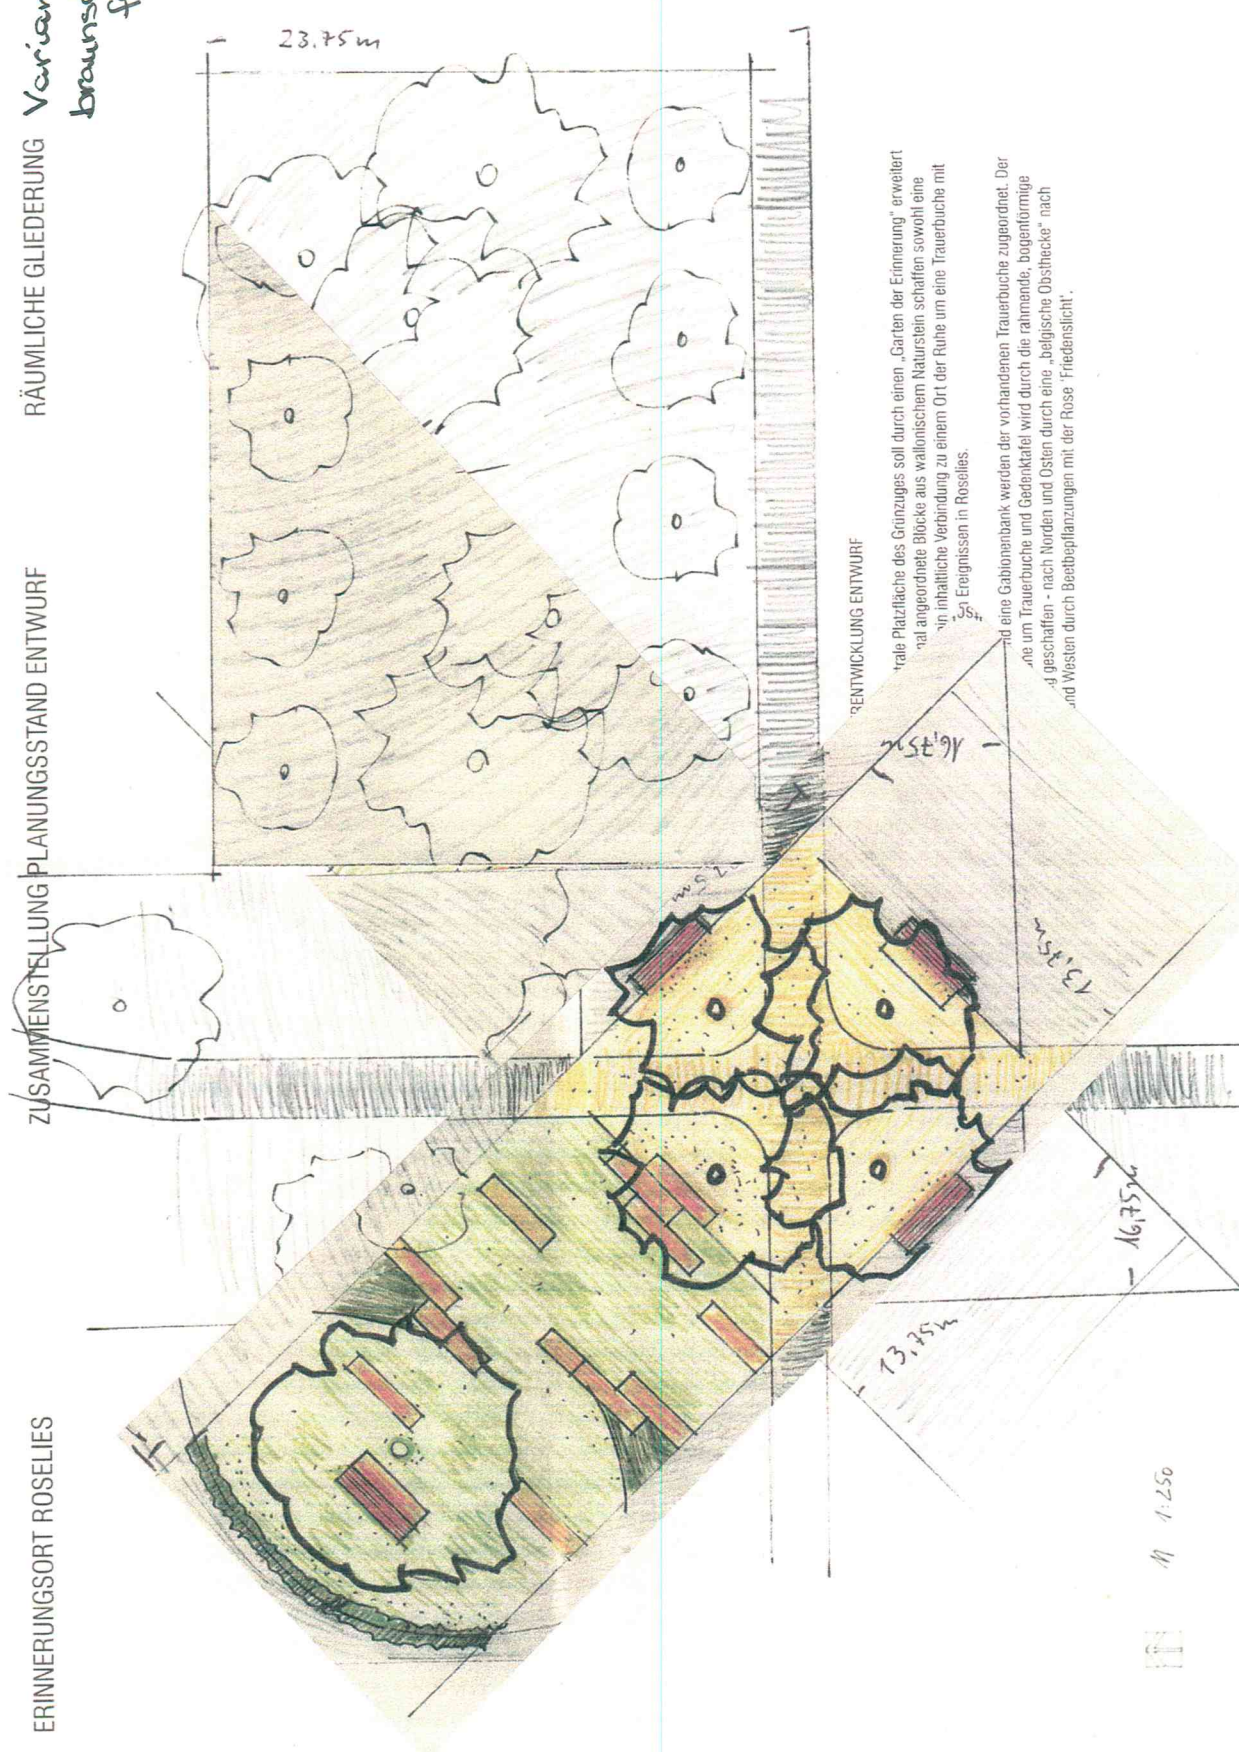 ERINNERUNGSORT ROSELIES
ZUSAMMENSTELLUNG PLANUNGSSTAND ENTWURF
RÄUMLICHE GLIEDERUNG
23.75m
RENTWICKLUNG ENTWURF
trale Platzfläche des Grünzuges soll durch einen „Garten der Erinnerung" erweitert
nal angeordnete Blöcke aus wallonischem Naturstein schaffen sowohl eine
in inhaltliche Verbindung zu einem Ort der Ruhe um eine Trauerbuche mit
Ereignissen in Roselies.
nd eine Gabionenbank werden der vorhandenen Trauerbuche zugeordnet. Der
ne um Trauerbuche und Gedenktafel wird durch die rahmende, bogenförmige
g geschaffen - nach Norden und Osten durch eine „belgische Obsthecke" nach
nd Westen durch Beetbepflanzungen mit der Rose 'Friedenslicht'.
16,75m
13,75m
16,75m
13,75m
M 1:250